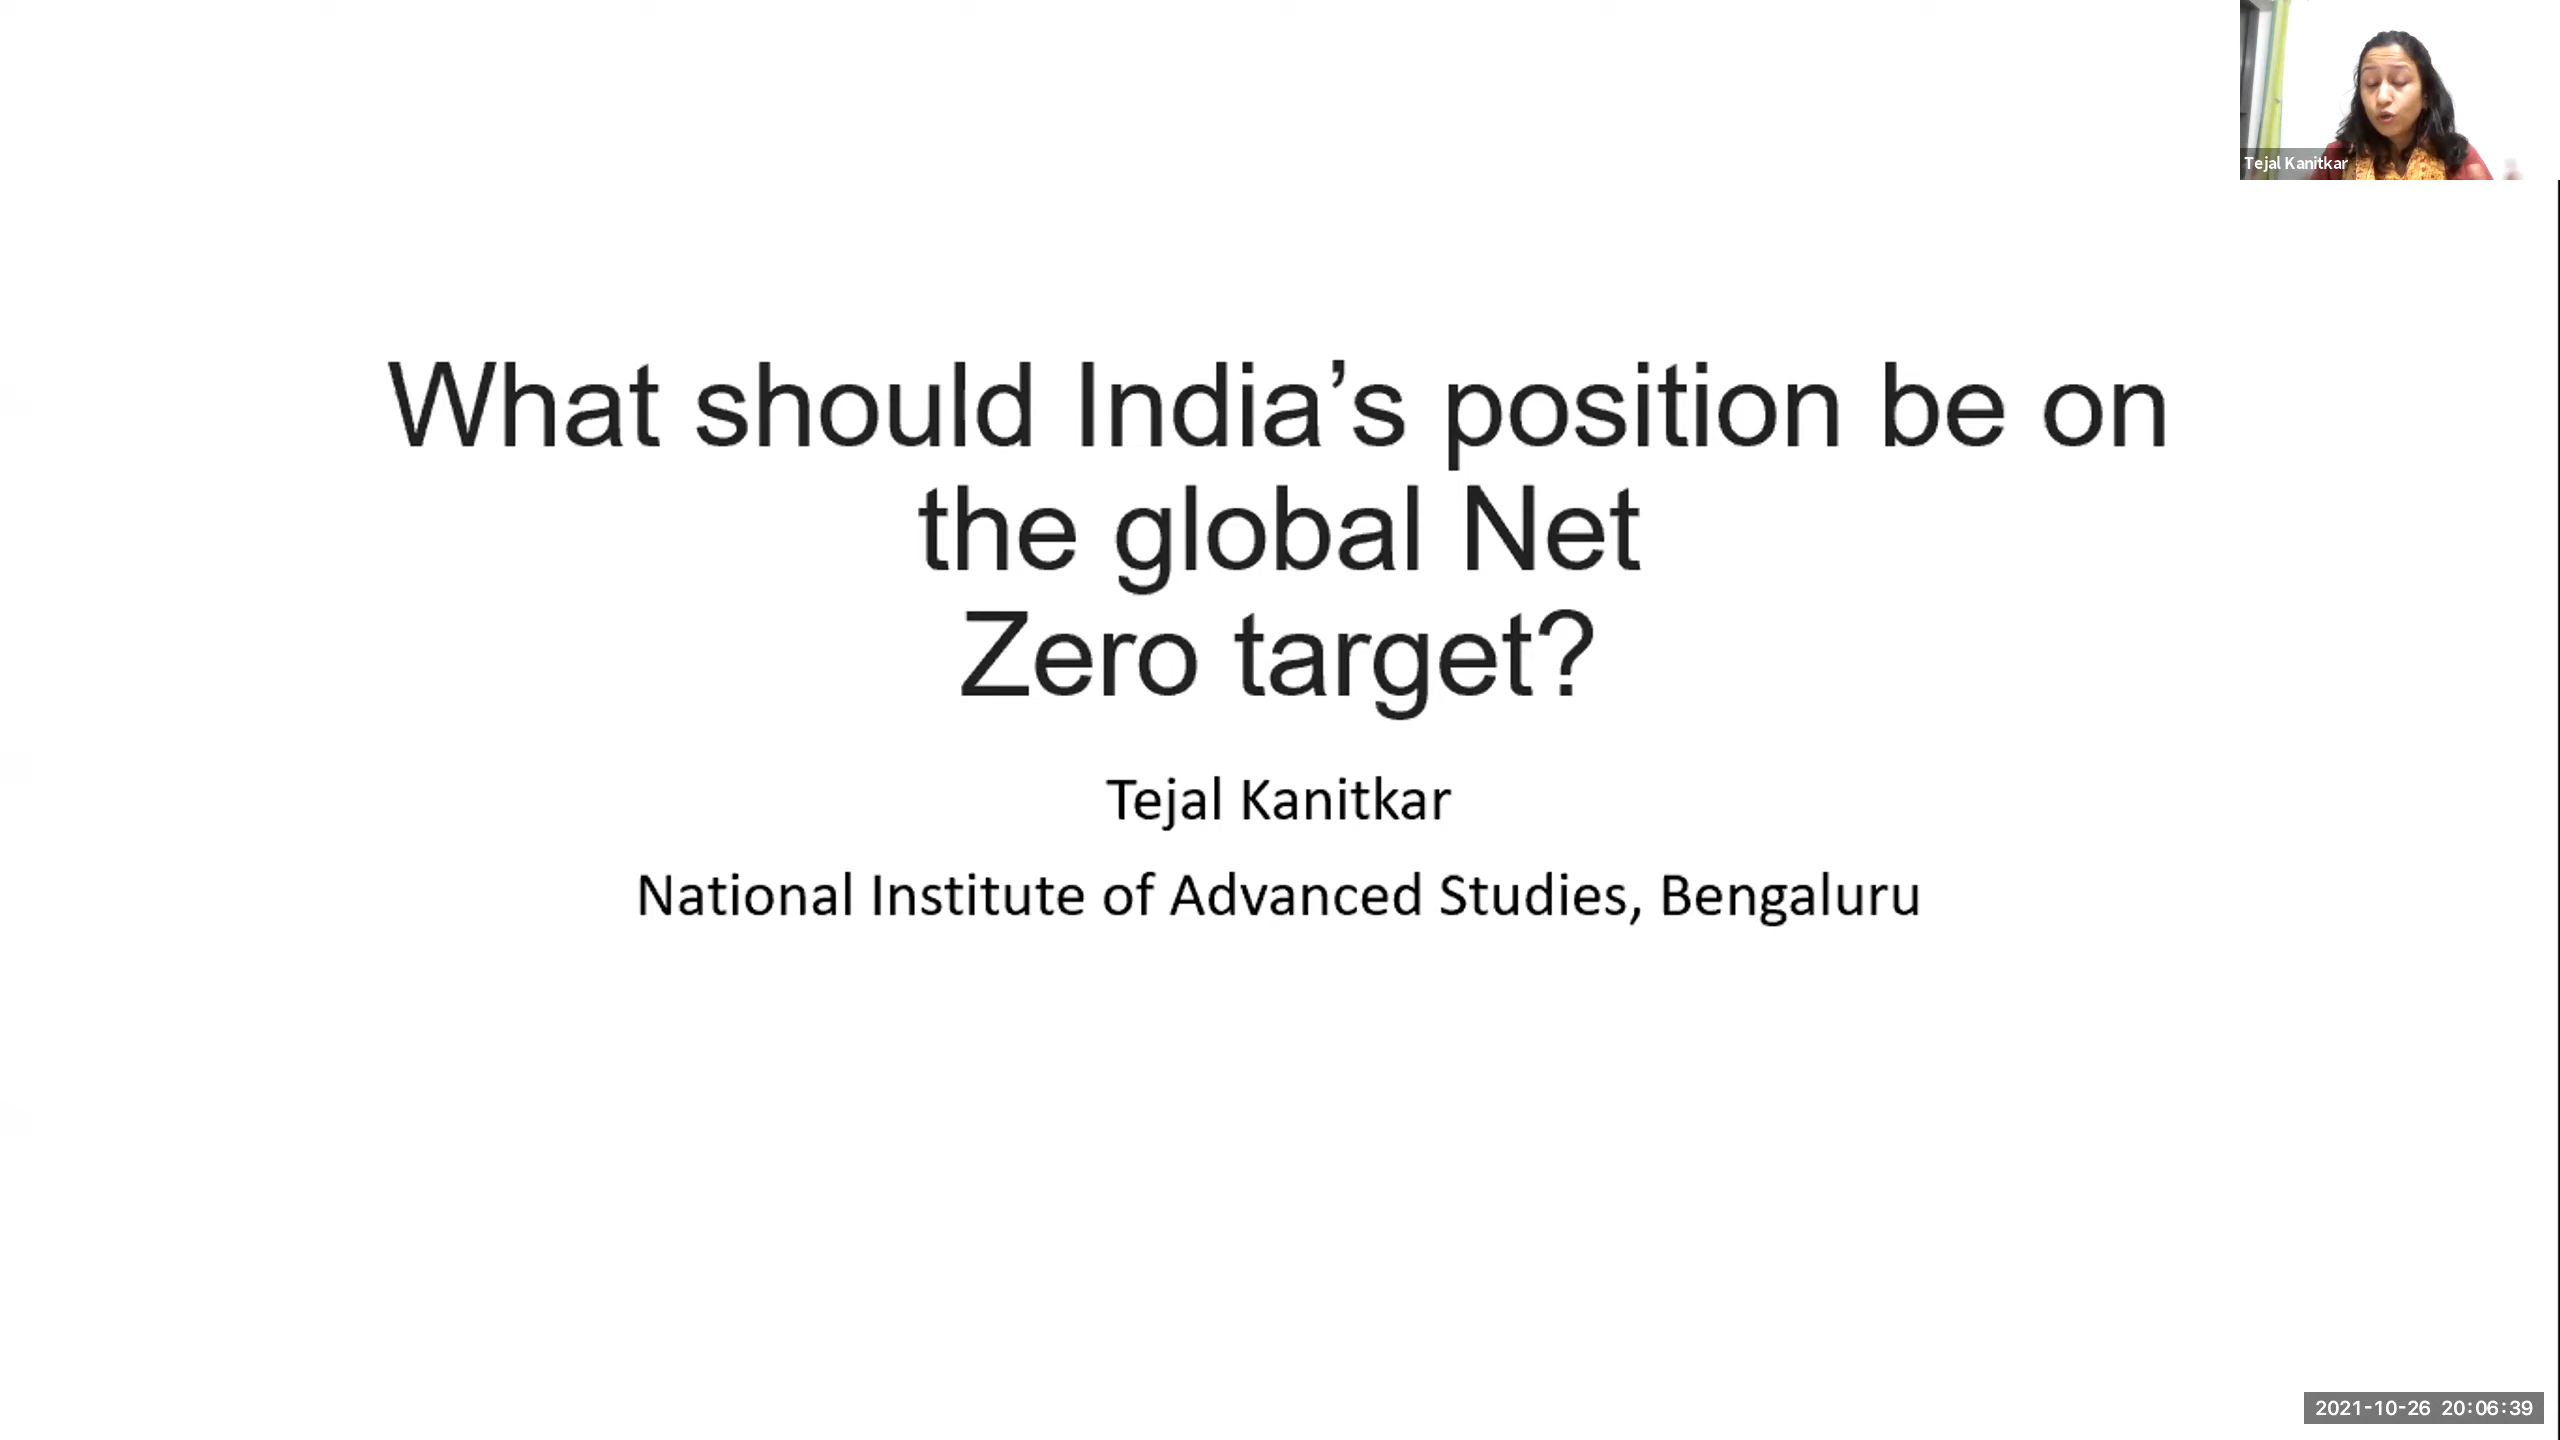 Tejal Kanitkar
What should India’s position be on
the global Net
Zero target?
Tejal Kanitkar
National Institute of Advanced Studies, Bengaluru
2021-10-26 20:06:39